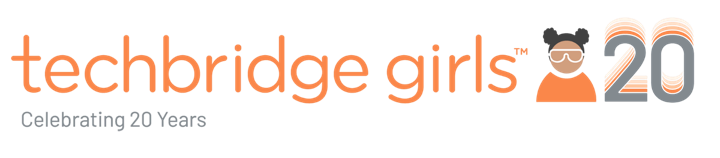 techbridge girls™ 20
Celebrating 20 Years